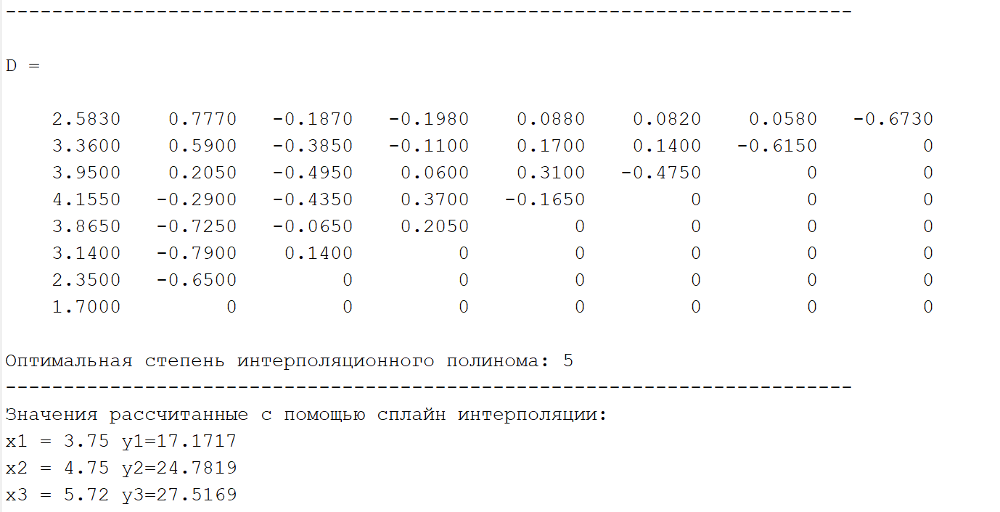 -------------------------------------------------------------------------
D =
2.5830 0.7770 -0.1870 -0.1980 0.0880 0.0820 0.0580 -0.6730
3.3600 0.5900 -0.3850 -0.1100 0.1700 0.1400 -0.6150 0
3.9500 0.2050 -0.4950 0.0600 0.3100 -0.4750 0 0
4.1550 -0.2900 -0.4350 0.3700 -0.1650 0 0 0
3.8650 -0.7250 -0.0650 0.2050 0 0 0 0
3.1400 -0.7900 0.1400 0 0 0 0 0
2.3500 -0.6500 0 0 0 0 0 0
1.7000 0 0 0 0 0 0 0
Оптимальная степень интерполяционного полинома: 5
-------------------------------------------------------------------------
Значения рассчитанные с помощью сплайн интерполяции:
x1 = 3.75 y1=17.1717
x2 = 4.75 y2=24.7819
x3 = 5.72 y3=27.5169